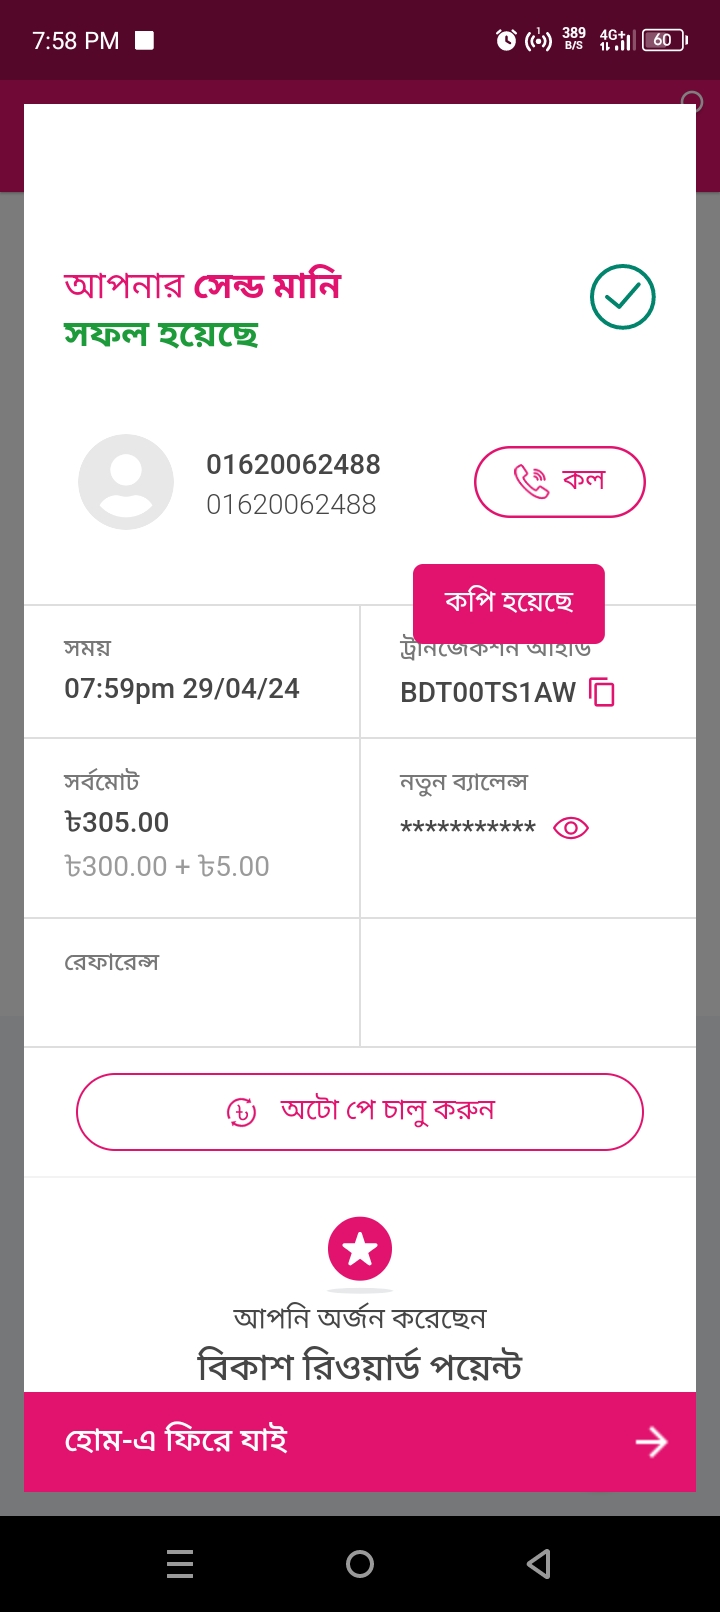 7:58 PM
389
B/S
4G+
60
আপনার সেন্ড মানি
সফল হয়েছে
01620062488
01620062488
কল
কপি হয়েছে
সময়
ট্রানজেকশন আইডি
07:59pm 29/04/24
BDT00TS1AW
সর্বমোট
নতুন ব্যালেন্স
৳305.00
***********
৳300.00 + ৳5.00
রেফারেন্স
অটো পে চালু করুন
আপনি অর্জন করেছেন
বিকাশ রিওয়ার্ড পয়েন্ট
হোম-এ ফিরে যাই